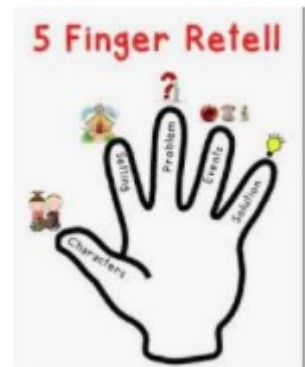 5 Finger Retell
?
Characters
Setting
Problem
Events
Solution